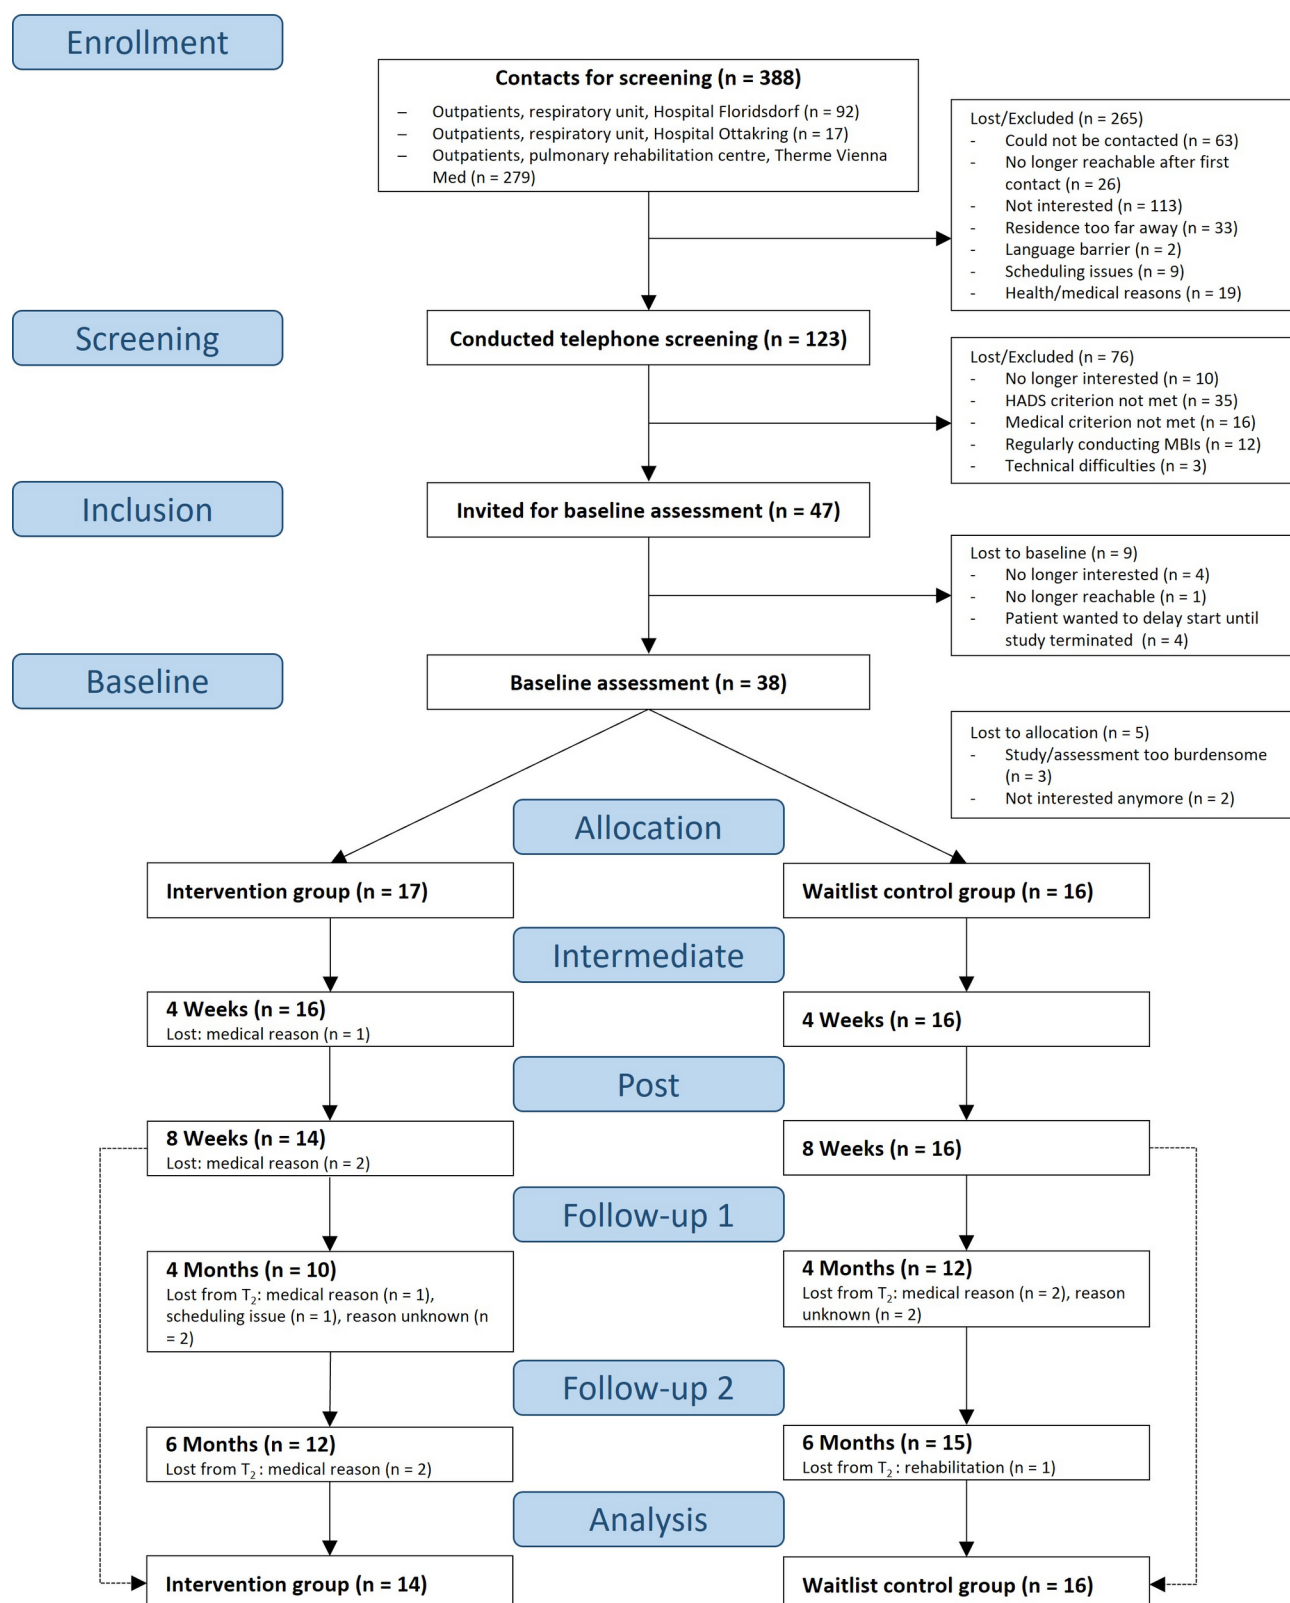 Enrollment
Contacts for screening (n = 388)
– Outpatients, respiratory unit, Hospital Floridsdorf (n = 92)
– Outpatients, respiratory unit, Hospital Ottakring (n = 17)
– Outpatients, pulmonary rehabilitation centre, Therme Vienna
Med (n = 279)
Lost/Excluded (n = 265)
- Could not be contacted (n = 63)
- No longer reachable after first
contact (n = 26)
- Not interested (n = 113)
- Residence too far away (n = 33)
- Language barrier (n = 2)
- Scheduling issues (n = 9)
- Health/medical reasons (n = 19)
Screening
Conducted telephone screening (n = 123)
Lost/Excluded (n = 76)
- No longer interested (n = 10)
- HADS criterion not met (n = 35)
- Medical criterion not met (n = 16)
- Regularly conducting MBIs (n = 12)
- Technical difficulties (n = 3)
Inclusion
Invited for baseline assessment (n = 47)
Lost to baseline (n = 9)
- No longer interested (n = 4)
- No longer reachable (n = 1)
- Patient wanted to delay start until
study terminated (n = 4)
Baseline
Baseline assessment (n = 38)
Lost to allocation (n = 5)
- Study/assessment too burdensome
(n = 3)
- Not interested anymore (n = 2)
Allocation
Intervention group (n = 17)
Waitlist control group (n = 16)
Intermediate
4 Weeks (n = 16)
Lost: medical reason (n = 1)
4 Weeks (n = 16)
Post
8 Weeks (n = 14)
Lost: medical reason (n = 2)
8 Weeks (n = 16)
Follow-up 1
4 Months (n = 10)
Lost from T₂: medical reason (n = 1),
scheduling issue (n = 1), reason unknown (n
= 2)
4 Months (n = 12)
Lost from T₂: medical reason (n = 2), reason
unknown (n = 2)
Follow-up 2
6 Months (n = 12)
Lost from T₂ : medical reason (n = 2)
6 Months (n = 15)
Lost from T₂ : rehabilitation (n = 1)
Analysis
Intervention group (n = 14)
Waitlist control group (n = 16)